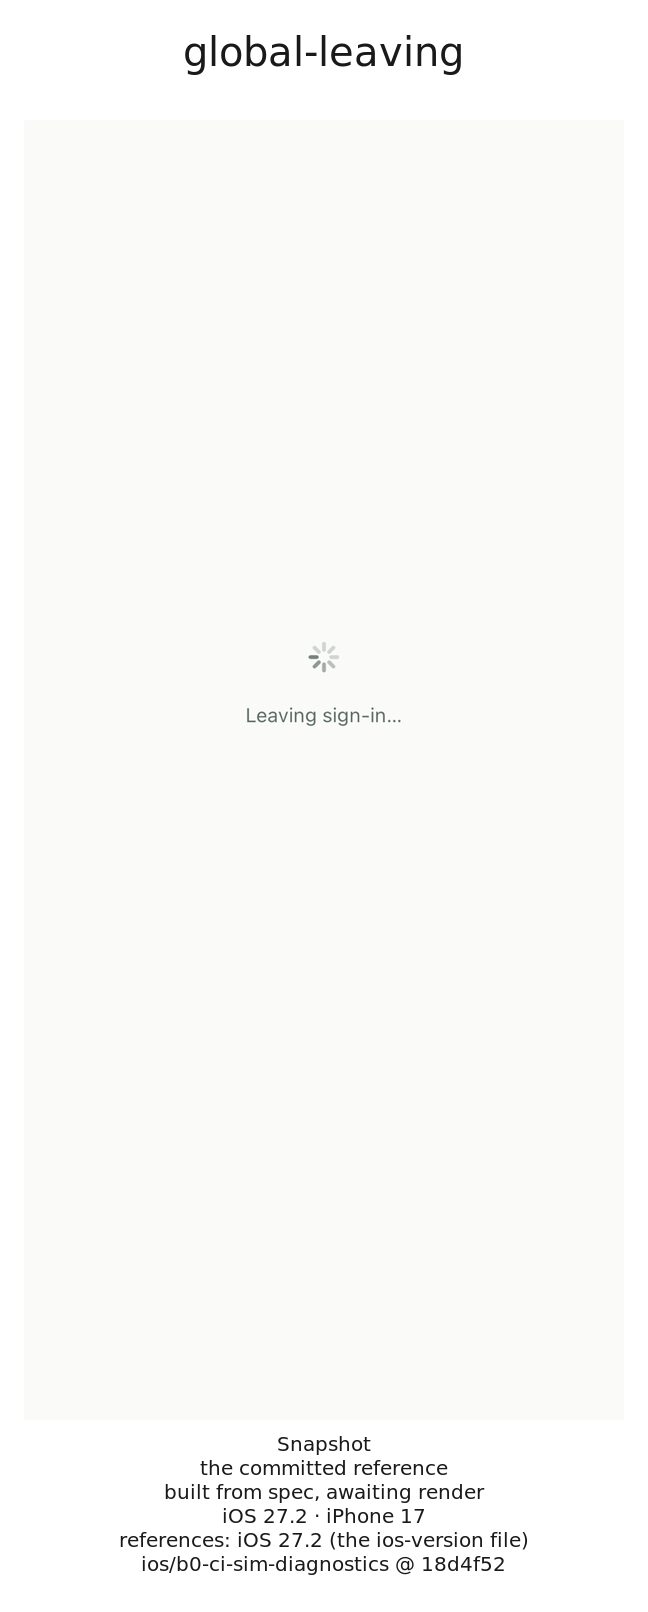 global-leaving
Leaving sign-in...
Snapshot
the committed reference
built from spec, awaiting render
iOS 27.2 · iPhone 17
references: iOS 27.2 (the ios-version file)
ios/b0-ci-sim-diagnostics @ 18d4f52